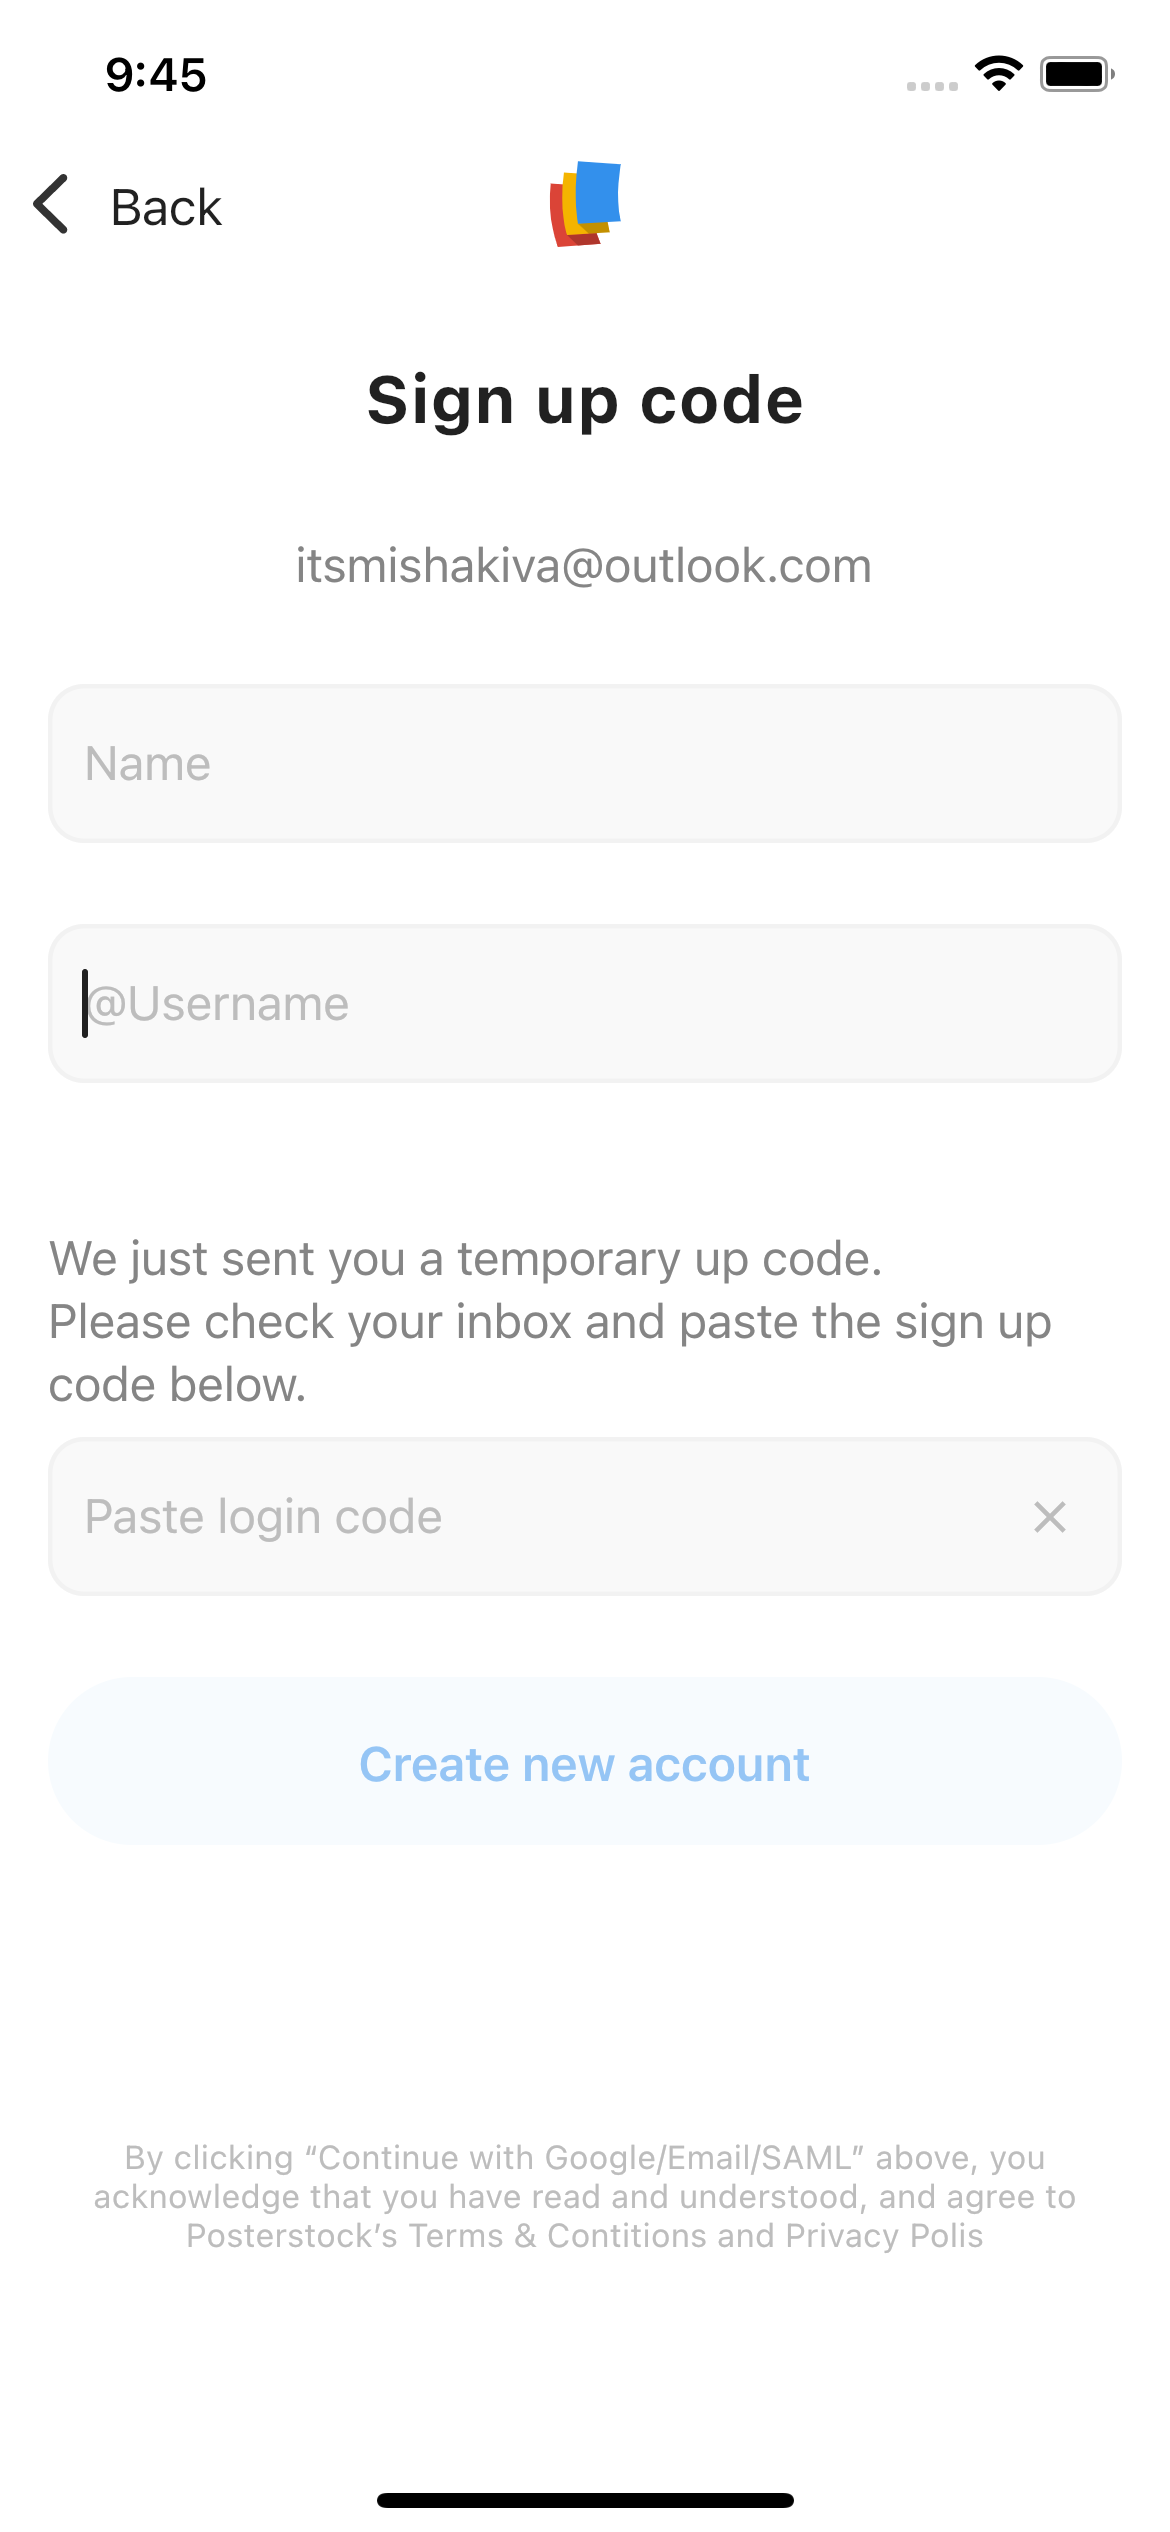 9:45
Back
Sign up code
itsmishakiva@outlook.com
Name
@Username
We just sent you a temporary up code.
Please check your inbox and paste the sign up
code below.
Paste login code
Create new account
By clicking “Continue with Google/Email/SAML” above, you
acknowledge that you have read and understood, and agree to
Posterstock’s Terms & Contitions and Privacy Polis